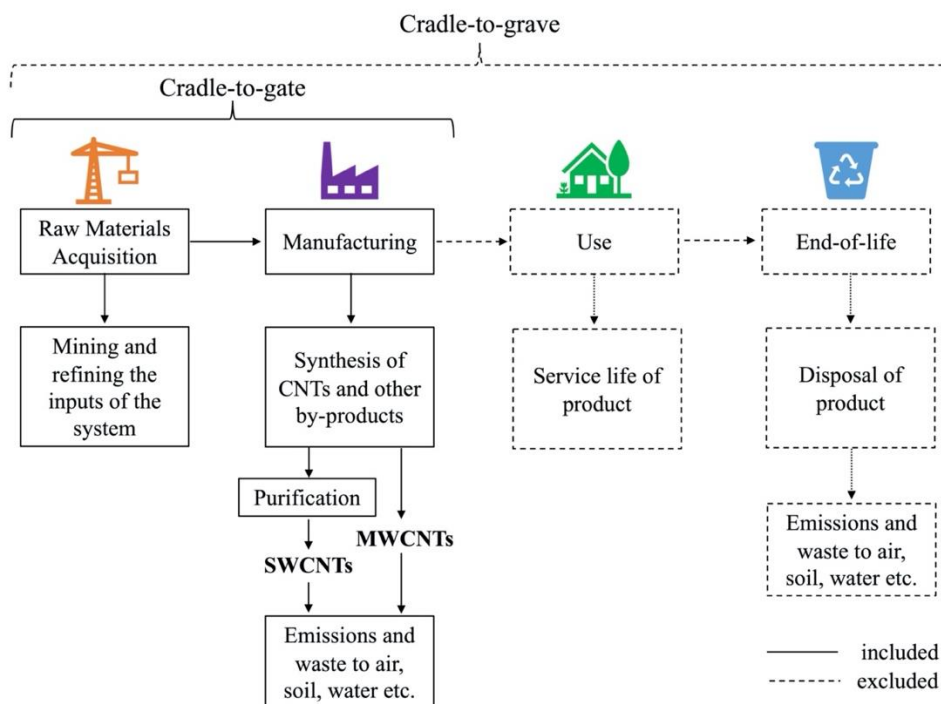 Cradle-to-grave
Cradle-to-gate
Raw Materials
Acquisition
Manufacturing
Use
End-of-life
Mining and
refining the
inputs of the
system
Synthesis of
CNTs and other
by-products
Service life of
product
Disposal of
product
Purification
SWCNTs
MWCNTs
Emissions and
waste to air,
soil, water etc.
Emissions and
waste to air,
soil, water etc.
included
excluded